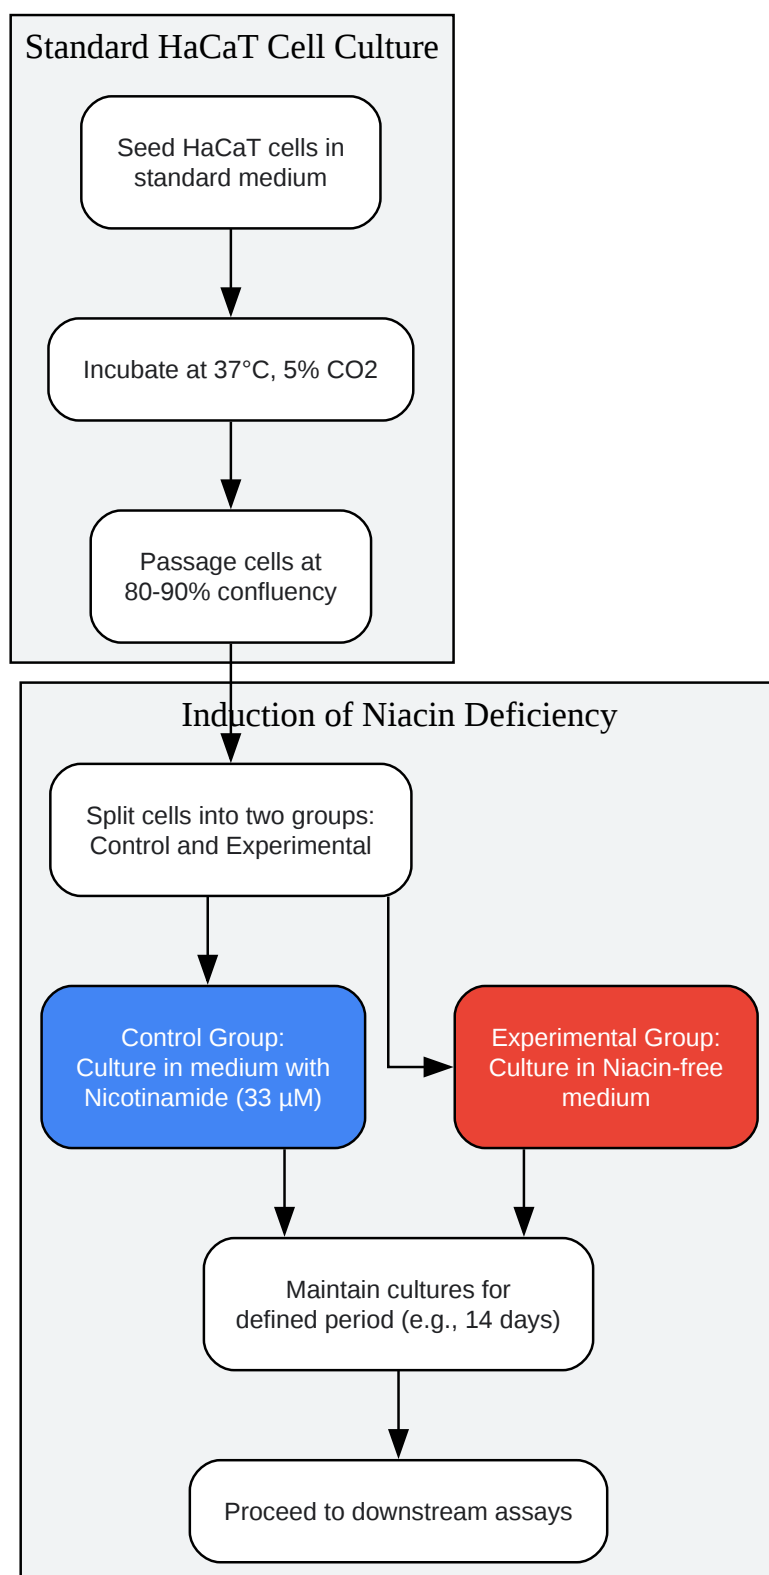 Standard HaCaT Cell Culture
Seed HaCaT cells in
standard medium
Incubate at 37°C, 5% CO2
Passage cells at
80-90% confluency
Induction of Niacin Deficiency
Split cells into two groups:
Control and Experimental
Control Group:
Culture in medium with
Nicotinamide (33 µM)
Experimental Group:
Culture in Niacin-free
medium
Maintain cultures for
defined period (e.g., 14 days)
Proceed to downstream assays